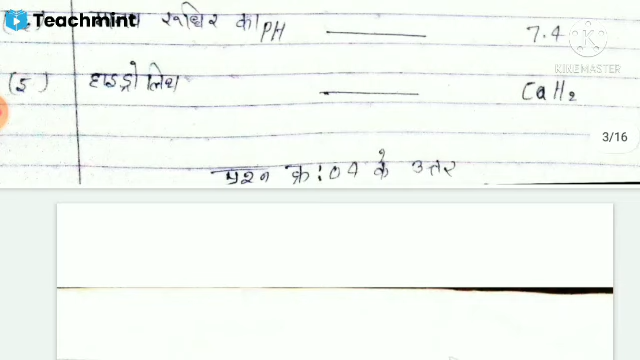 Teachmint
रूधिर का PH ——— 7.4
KINEMASTER
(5) हाइड्रोलिथ ——— CaH2
3/16
प्रश्न क्र:04 के उत्तर